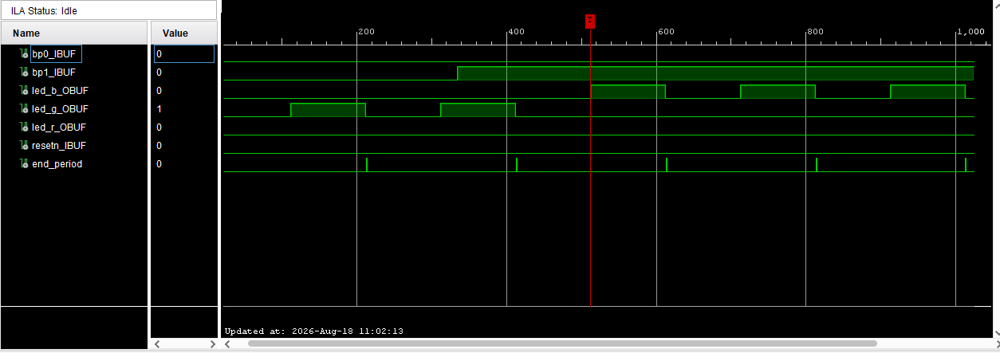 ILA Status: Idle
Name Value
200 400 600 800 1,000
bp0_IBUF 0
bp1_IBUF 0
led_b_OBUF 0
led_g_OBUF 1
led_r_OBUF 0
resetn_IBUF 0
end_period 0
Updated at: 2026-Aug-18 11:02:13